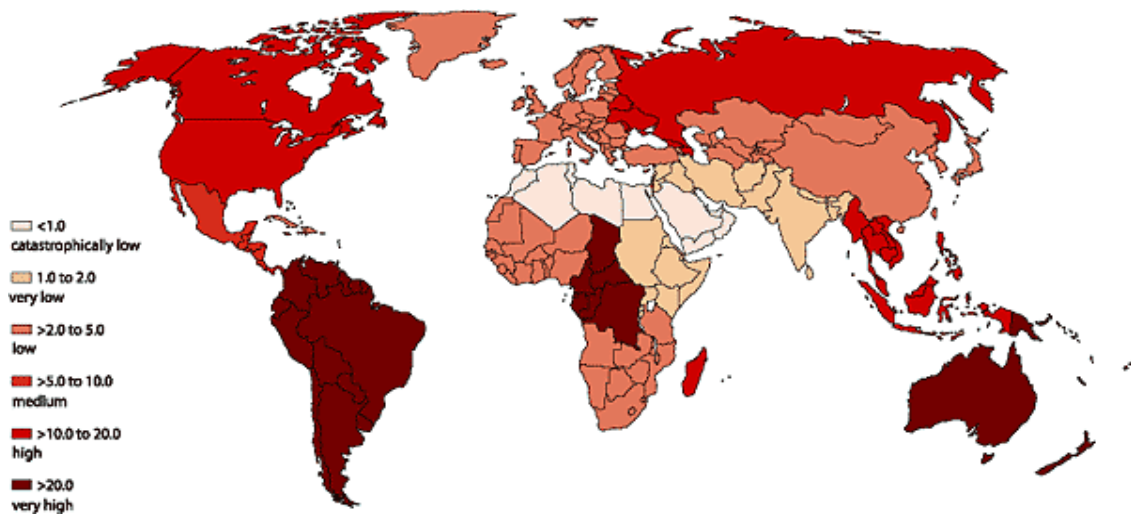 <1.0
catastrophically low
1.0 to 2.0
very low
>2.0 to 5.0
low
>5.0 to 10.0
medium
>10.0 to 20.0
high
>20.0
very high